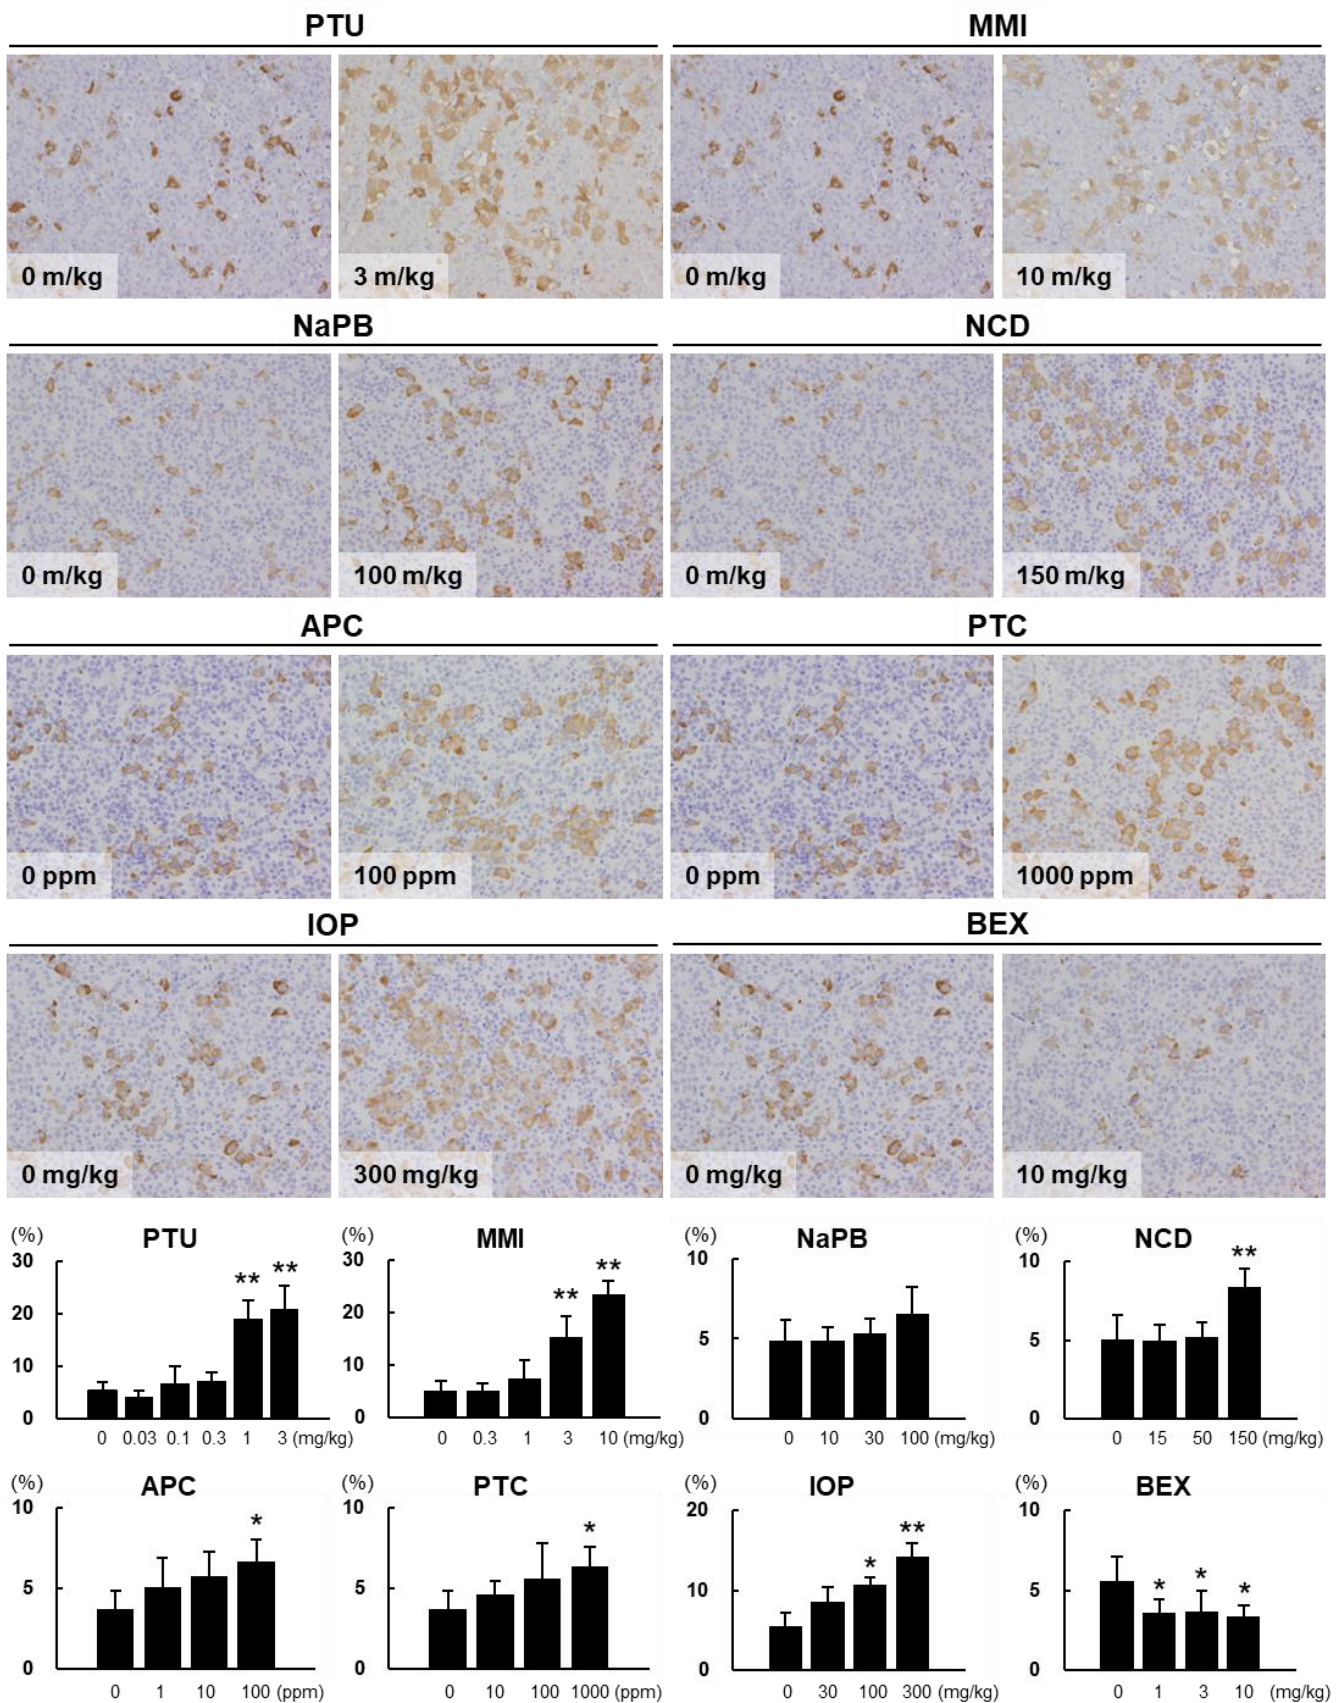 PTU MMI
0 m/kg 3 m/kg 0 m/kg 10 m/kg
NaPB NCD
0 m/kg 100 m/kg 0 m/kg 150 m/kg
APC PTC
0 ppm 100 ppm 0 ppm 1000 ppm
IOP BEX
0 mg/kg 300 mg/kg 0 mg/kg 10 mg/kg
(%) PTU
30
20
10
0
** **
0 0.03 0.1 0.3 1 3 (mg/kg)
(%) MMI
30
20
10
0
** **
0 0.3 1 3 10 (mg/kg)
(%) NaPB
10
5
0
0 10 30 100 (mg/kg)
(%) NCD
10
5
0
**
0 15 50 150 (mg/kg)
(%) APC
10
5
0
*
0 1 10 100 (ppm)
(%) PTC
10
5
0
*
0 10 100 1000 (ppm)
(%) IOP
20
10
0
* **
0 30 100 300 (mg/kg)
(%) BEX
10
5
0
* * *
0 1 3 10 (mg/kg)